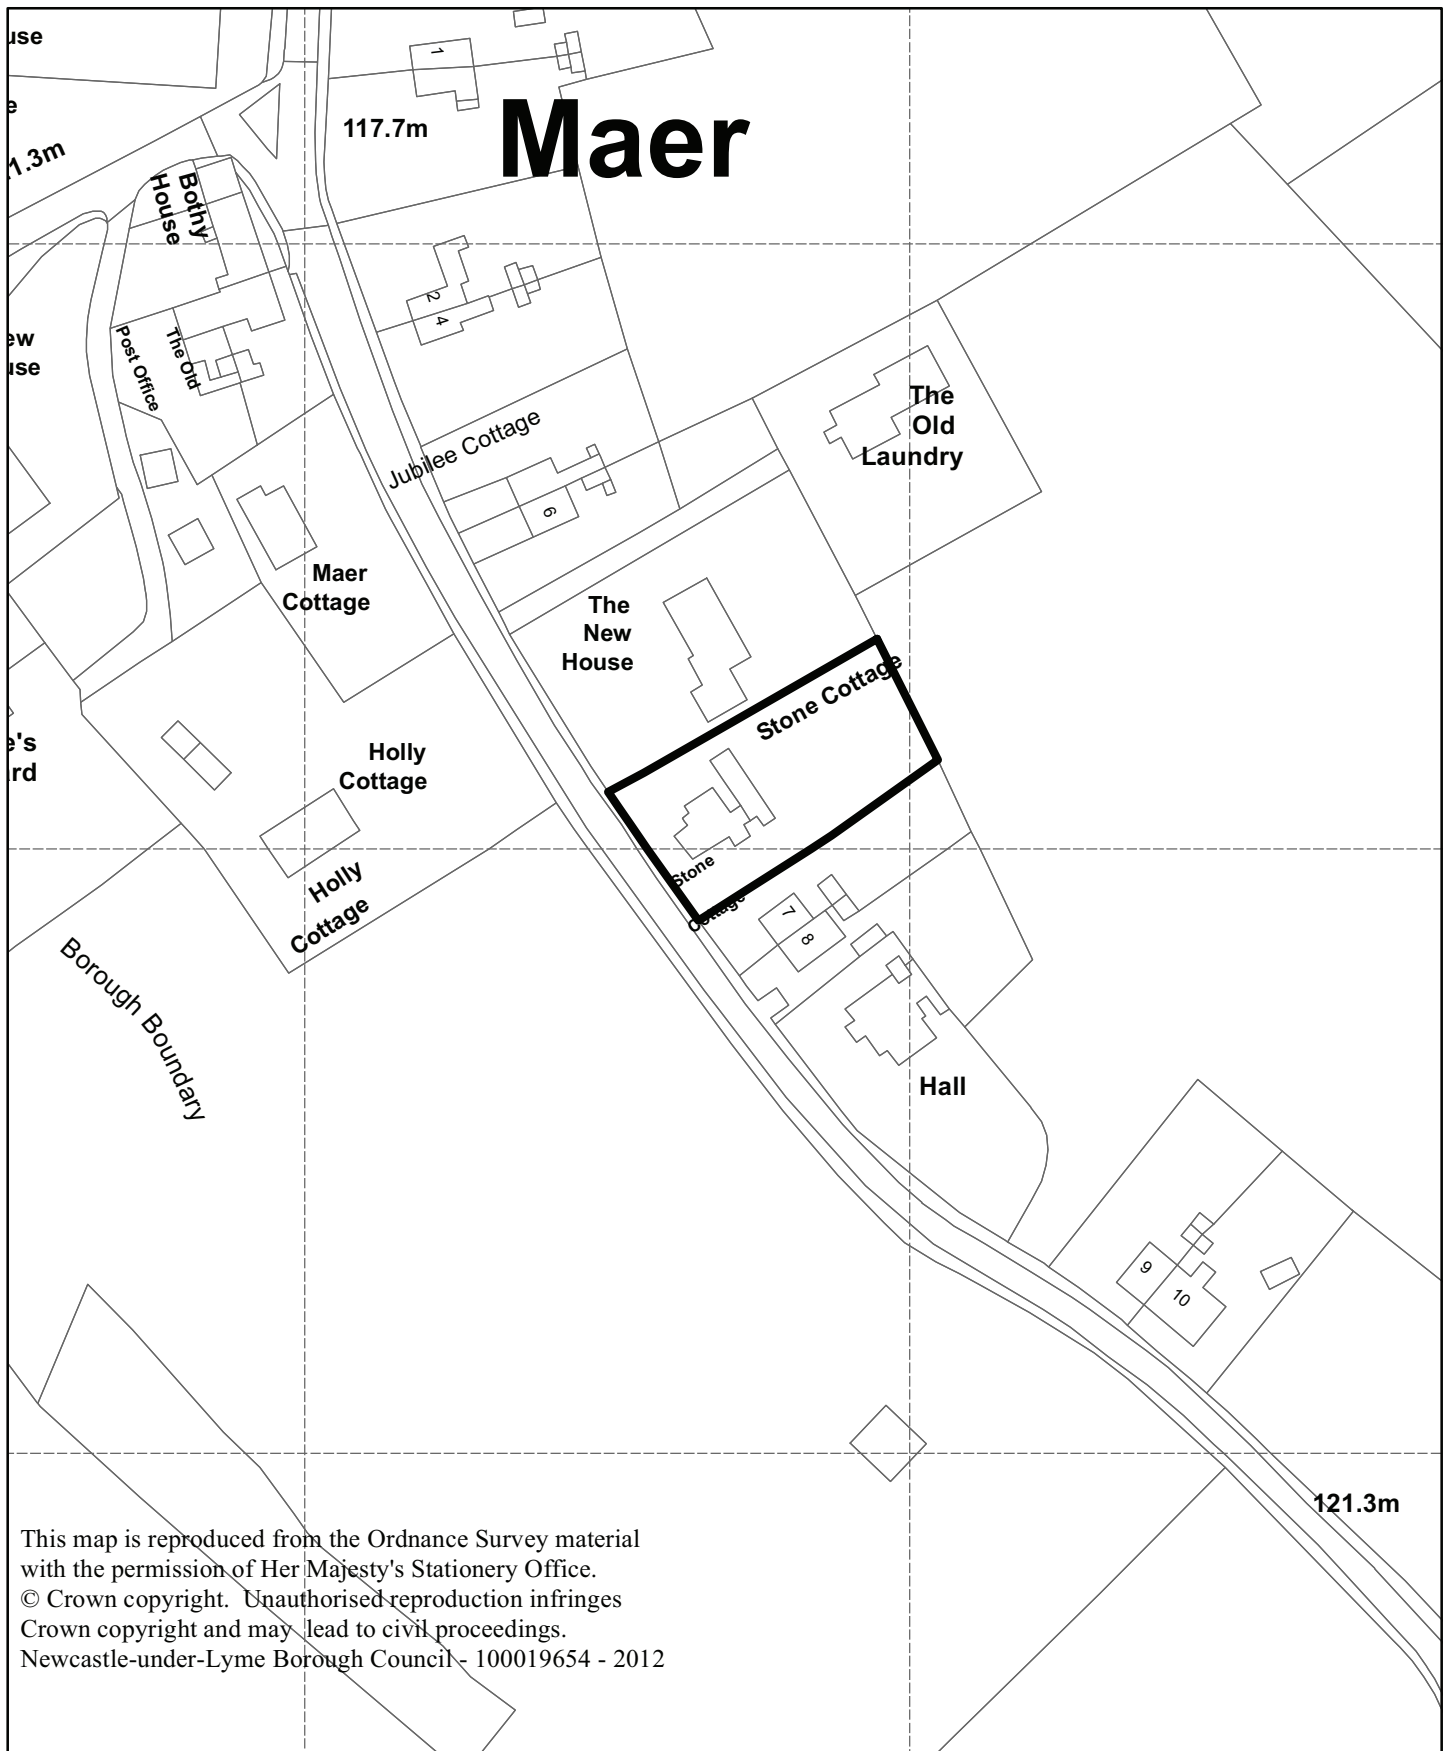 1
Maer
117.7m
Bothy
House
2
4
The Old
Post Office
Jubilee Cottage
6
The
Old
Laundry
Maer
Cottage
The
New
House
Stone Cottage
Holly
Cottage
Stone
Cottage
Holly
Cottage
7
8
Borough Boundary
Hall
9
10
121.3m
This map is reproduced from the Ordnance Survey material
with the permission of Her Majesty's Stationery Office.
© Crown copyright. Unauthorised reproduction infringes
Crown copyright and may lead to civil proceedings.
Newcastle-under-Lyme Borough Council - 100019654 - 2012